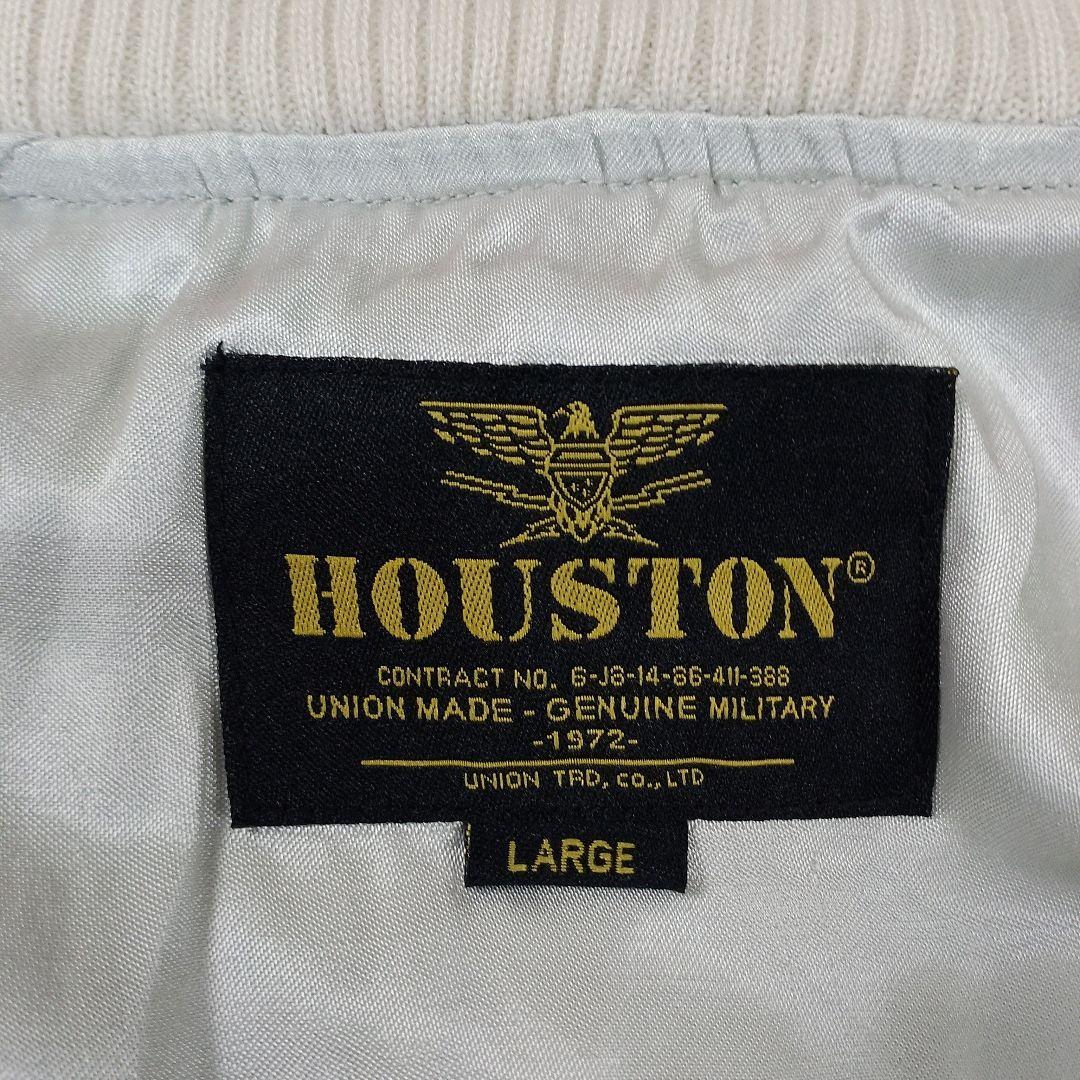 HOUSTON®
CONTRACT NO. 6-J8-14-86-411-388
UNION MADE - GENUINE MILITARY
-1972-
UNION TRD, co.,LTD
LARGE